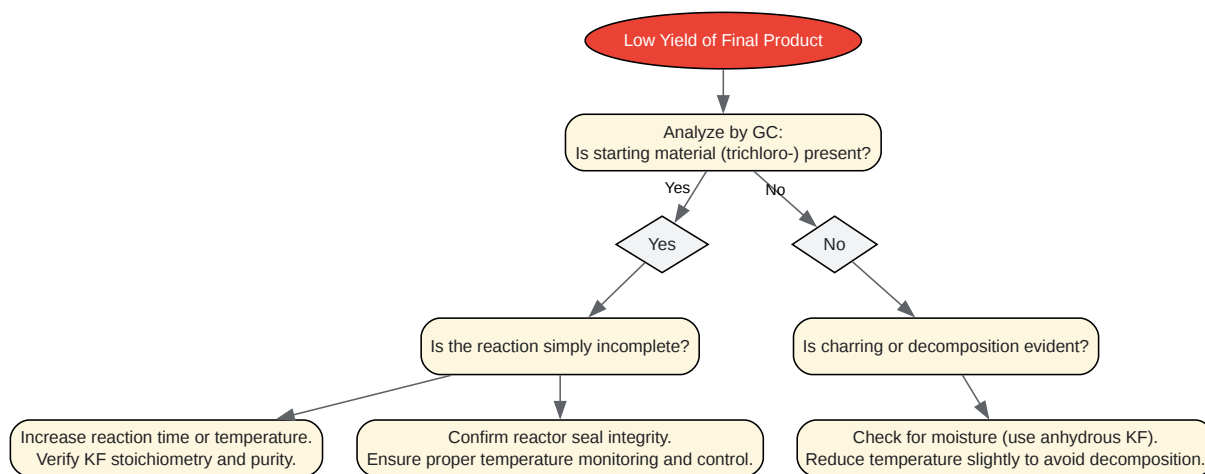 Low Yield of Final Product
Analyze by GC:
Is starting material (trichloro-) present?
Yes
No
Yes
No
Is the reaction simply incomplete?
Is charring or decomposition evident?
Increase reaction time or temperature.
Verify KF stoichiometry and purity.
Confirm reactor seal integrity.
Ensure proper temperature monitoring and control.
Check for moisture (use anhydrous KF).
Reduce temperature slightly to avoid decomposition.